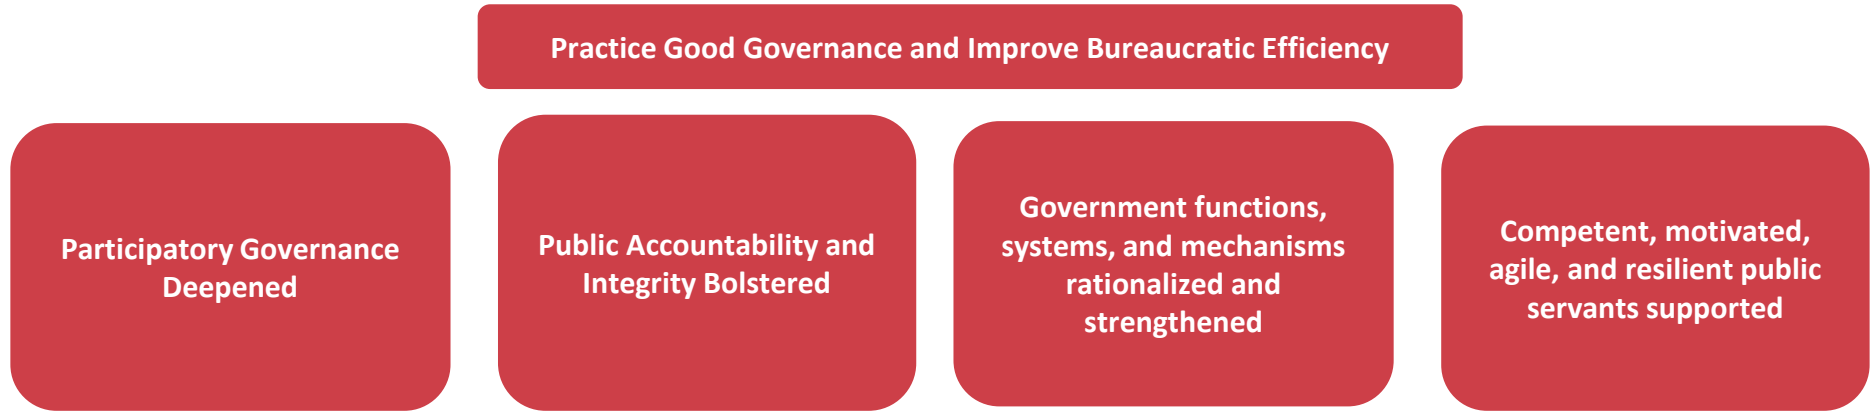 Practice Good Governance and Improve Bureaucratic Efficiency
Participatory Governance
Deepened
Public Accountability and
Integrity Bolstered
Government functions,
systems, and mechanisms
rationalized and
strengthened
Competent, motivated,
agile, and resilient public
servants supported